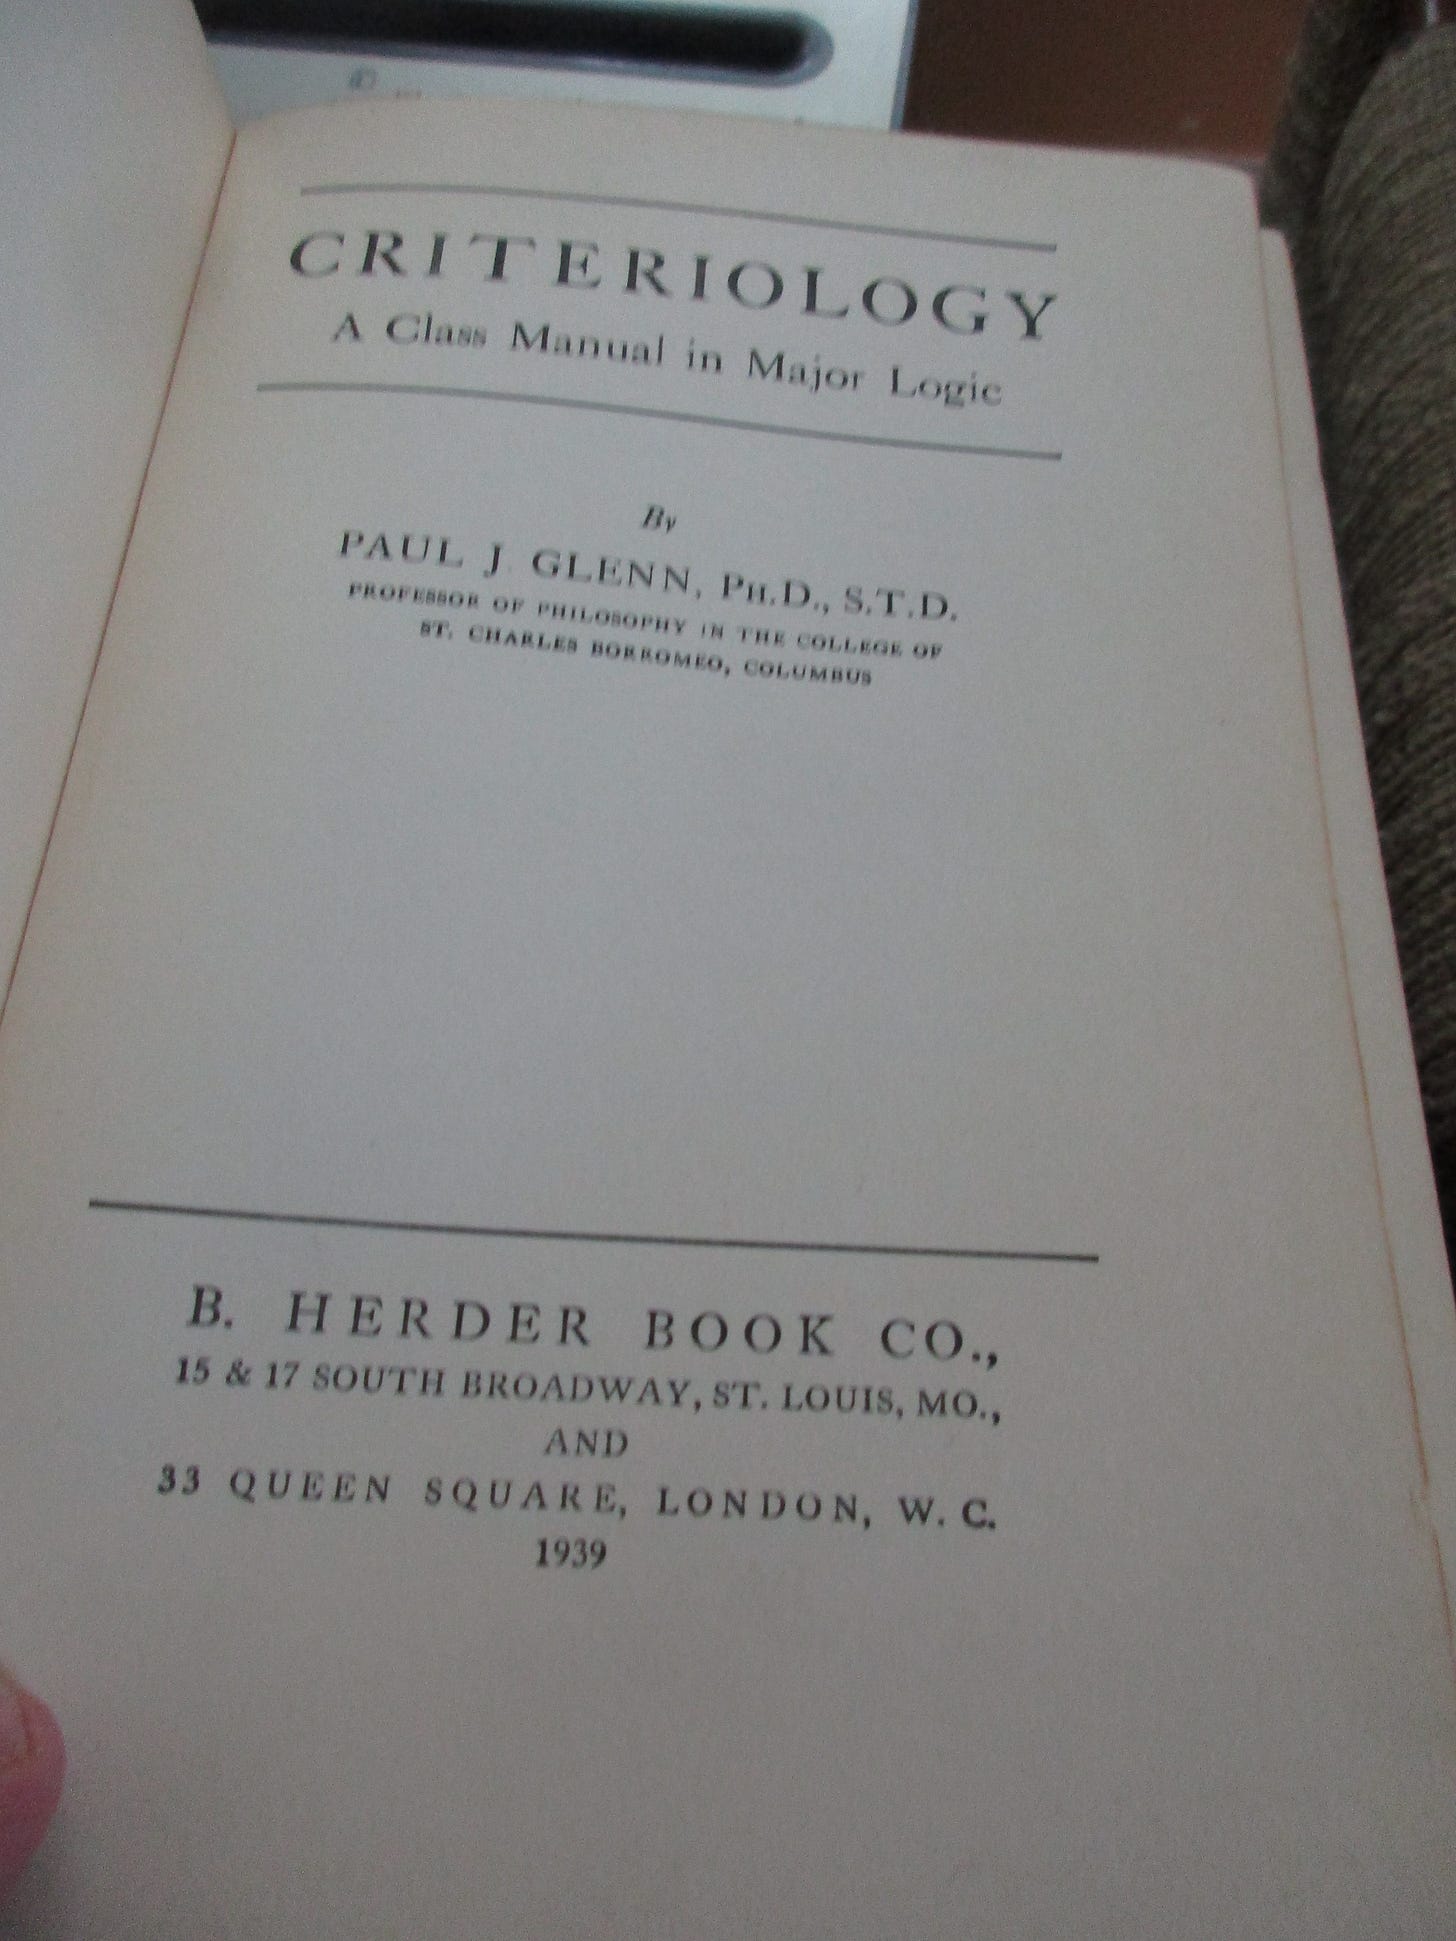 CRITERIOLOGY
A Class Manual in Major Logic
By
PAUL J. GLENN, PH.D., S.T.D.
PROFESSOR OF PHILOSOPHY IN THE COLLEGE OF
ST. CHARLES BORROMEO, COLUMBUS
B. HERDER BOOK CO.,
15 & 17 SOUTH BROADWAY, ST. LOUIS, MO.,
AND
33 QUEEN SQUARE, LONDON, W. C.
1939